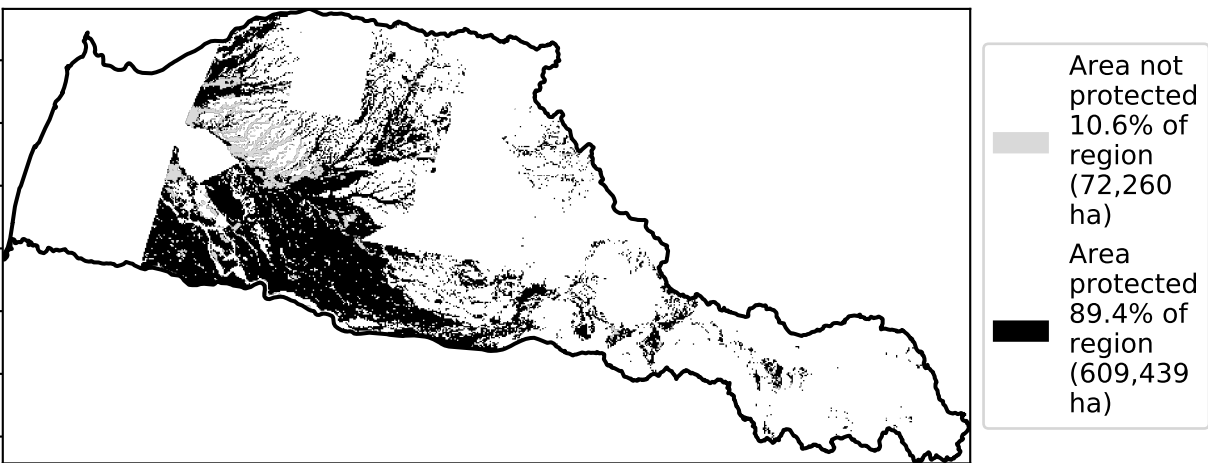 Area not
protected
10.6% of
region
(72,260
ha)
Area
protected
89.4% of
region
(609,439
ha)